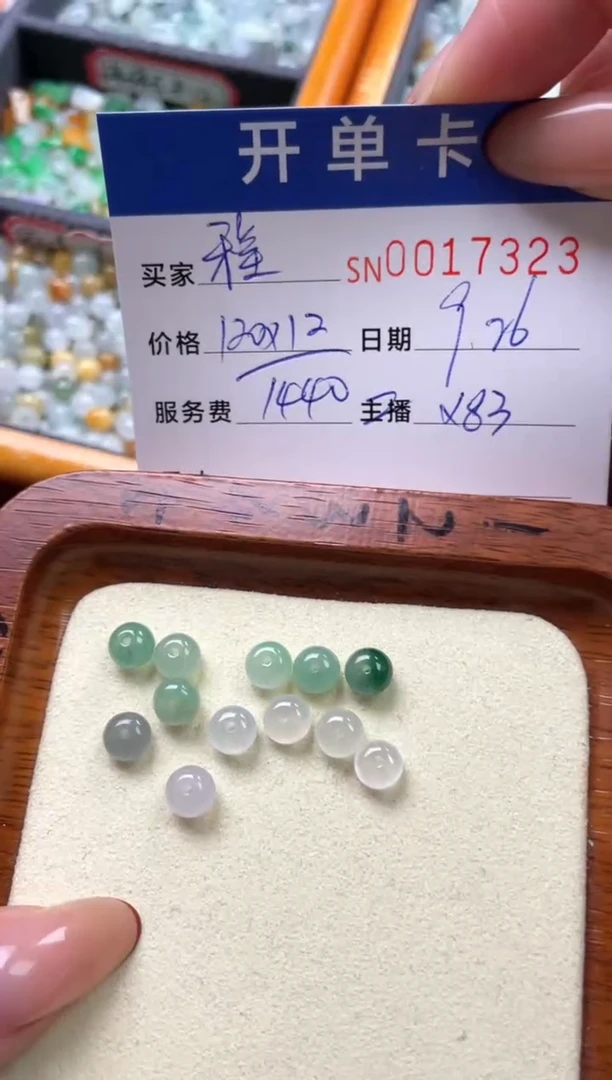 开单卡
买家 程 SN0017323
价格 120x12 日期 9.26
服务费 1440 主播 x83